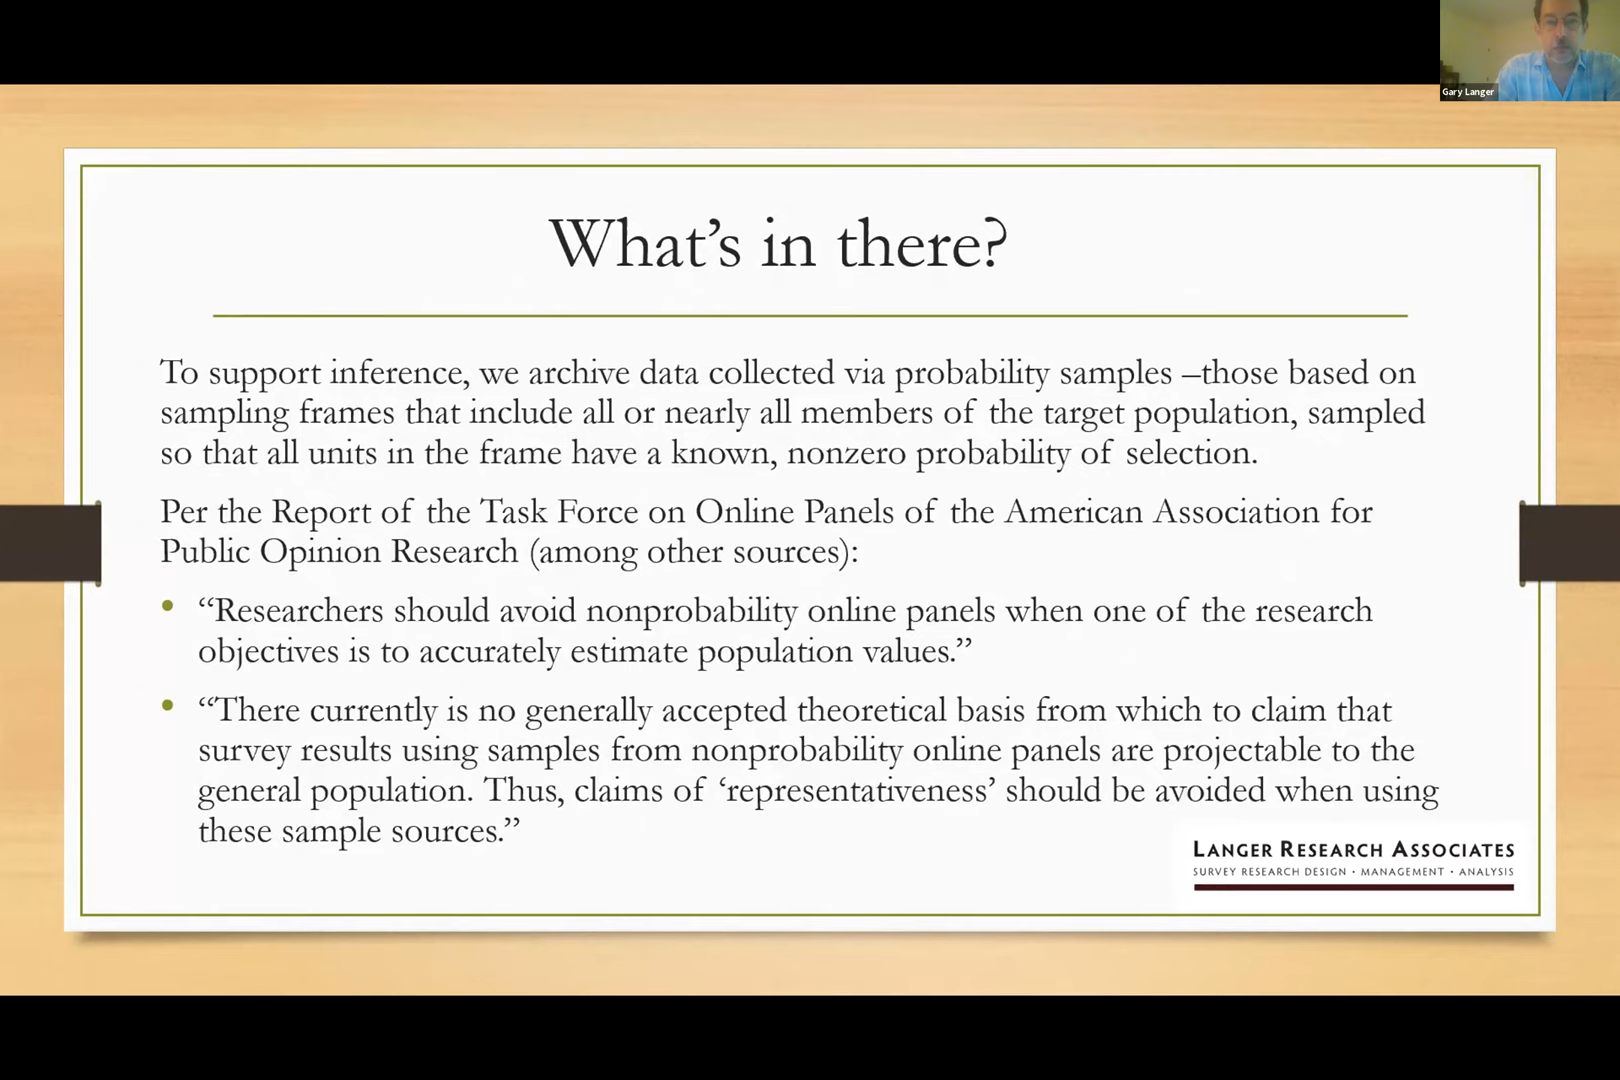 Gary Langer
What’s in there?
To support inference, we archive data collected via probability samples –those based on
sampling frames that include all or nearly all members of the target population, sampled
so that all units in the frame have a known, nonzero probability of selection.
Per the Report of the Task Force on Online Panels of the American Association for
Public Opinion Research (among other sources):
• “Researchers should avoid nonprobability online panels when one of the research
objectives is to accurately estimate population values.”
• “There currently is no generally accepted theoretical basis from which to claim that
survey results using samples from nonprobability online panels are projectable to the
general population. Thus, claims of ‘representativeness’ should be avoided when using
these sample sources.”
LANGER RESEARCH ASSOCIATES
SURVEY RESEARCH DESIGN · MANAGEMENT · ANALYSIS